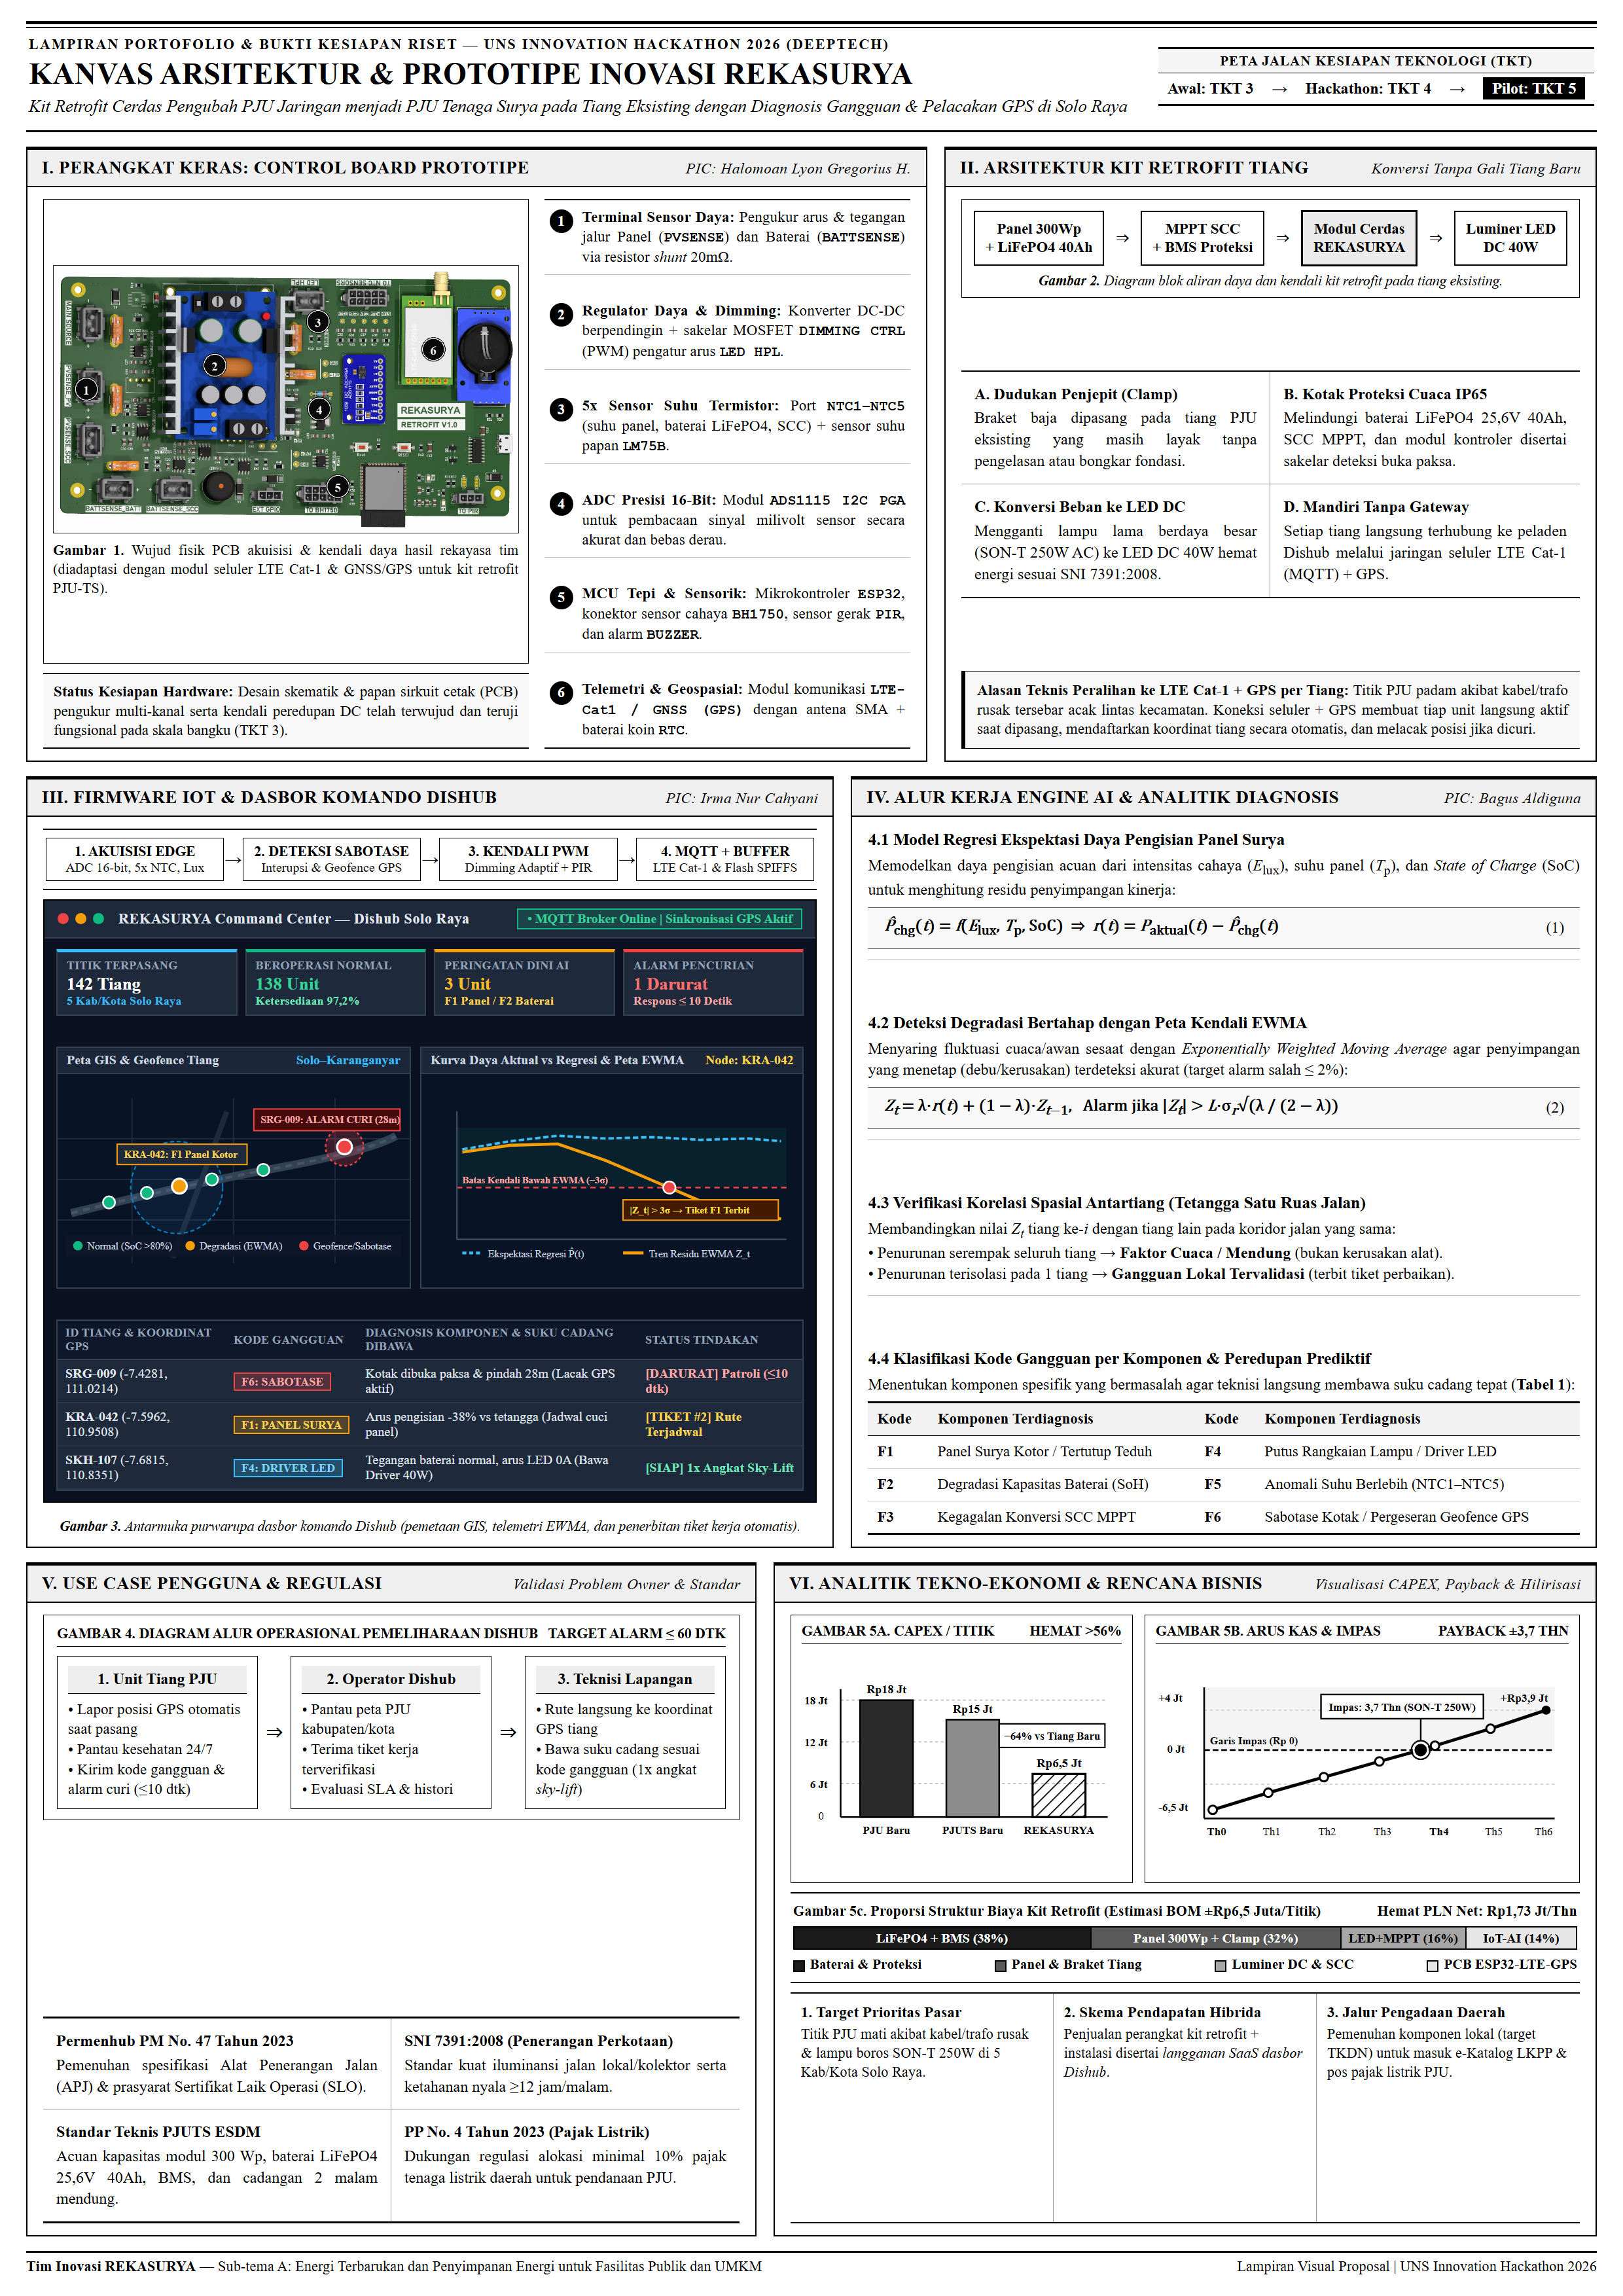 LAMPIRAN PORTOFOLIO & BUKTI KESIAPAN RISET — UNS INNOVATION HACKATHON 2026 (DEEPTECH)
KANVAS ARSITEKTUR & PROTOTIPE INOVASI REKASURYA
Kit Retrofit Cerdas Pengubah PJU Jaringan menjadi PJU Tenaga Surya pada Tiang Eksisting dengan Diagnosis Gangguan & Pelacakan GPS di Solo Raya
PETA JALAN KESIAPAN TEKNOLOGI (TKT)
Awal: TKT 3 → Hackathon: TKT 4 → Pilot: TKT 5
I. PERANGKAT KERAS: CONTROL BOARD PROTOTIPE
PIC: Halomoan Lyon Gregorius H.
1
2
3
4
5
6
REKASURYA
RETROFIT V1.0
BATTSENSE_BATT
BATTSENSE_SCC
EXT GPIO
TO BH1750
TO PIR
Gambar 1. Wujud fisik PCB akuisisi & kendali daya hasil rekayasa tim
(diadaptasi dengan modul seluler LTE Cat-1 & GNSS/GPS untuk kit retrofit
PJU-TS).
Status Kesiapan Hardware: Desain skematik & papan sirkuit cetak (PCB)
pengukur multi-kanal serta kendali peredupan DC telah terwujud dan teruji
fungsional pada skala bangku (TKT 3).
1 Terminal Sensor Daya: Pengukur arus & tegangan
jalur Panel (PVSENSE) dan Baterai (BATTSENSE)
via resistor shunt 20mΩ.
2 Regulator Daya & Dimming: Konverter DC-DC
berpendingin + sakelar MOSFET DIMMING CTRL
(PWM) pengatur arus LED HPL.
3 5x Sensor Suhu Termistor: Port NTC1–NTC5
(suhu panel, baterai LiFePO4, SCC) + sensor suhu
papan LM75B.
4 ADC Presisi 16-Bit: Modul ADS1115 I2C PGA
untuk pembacaan sinyal milivolt sensor secara
akurat dan bebas derau.
5 MCU Tepi & Sensorik: Mikrokontroler ESP32,
konektor sensor cahaya BH1750, sensor gerak PIR,
dan alarm BUZZER.
6 Telemetri & Geospasial: Modul komunikasi LTE-
Cat1 / GNSS (GPS) dengan antena SMA +
baterai koin RTC.
II. ARSITEKTUR KIT RETROFIT TIANG
Konversi Tanpa Gali Tiang Baru
Panel 300Wp
+ LiFePO4 40Ah
⇒
MPPT SCC
+ BMS Proteksi
⇒
Modul Cerdas
REKASURYA
⇒
Luminer LED
DC 40W
Gambar 2. Diagram blok aliran daya dan kendali kit retrofit pada tiang eksisting.
A. Dudukan Penjepit (Clamp)
Braket baja dipasang pada tiang PJU
eksisting yang masih layak tanpa
pengelasan atau bongkar fondasi.
B. Kotak Proteksi Cuaca IP65
Melindungi baterai LiFePO4 25,6V 40Ah,
SCC MPPT, dan modul kontroler disertai
sakelar deteksi buka paksa.
C. Konversi Beban ke LED DC
Mengganti lampu lama berdaya besar
(SON-T 250W AC) ke LED DC 40W hemat
energi sesuai SNI 7391:2008.
D. Mandiri Tanpa Gateway
Setiap tiang langsung terhubung ke peladen
Dishub melalui jaringan seluler LTE Cat-1
(MQTT) + GPS.
Alasan Teknis Peralihan ke LTE Cat-1 + GPS per Tiang: Titik PJU padam akibat kabel/trafo
rusak tersebar acak lintas kecamatan. Koneksi seluler + GPS membuat tiap unit langsung aktif
saat dipasang, mendaftarkan koordinat tiang secara otomatis, dan melacak posisi jika dicuri.
III. FIRMWARE IOT & DASBOR KOMANDO DISHUB
PIC: Irma Nur Cahyani
1. AKUISISI EDGE
ADC 16-bit, 5x NTC, Lux
→
2. DETEKSI SABOTASE
Interupsi & Geofence GPS
→
3. KENDALI PWM
Dimming Adaptif + PIR
→
4. MQTT + BUFFER
LTE Cat-1 & Flash SPIFFS
REKASURYA Command Center — Dishub Solo Raya
• MQTT Broker Online | Sinkronisasi GPS Aktif
TITIK TERPASANG
142 Tiang
5 Kab/Kota Solo Raya
BEROPERASI NORMAL
138 Unit
Ketersediaan 97,2%
PERINGATAN DINI AI
3 Unit
F1 Panel / F2 Baterai
ALARM PENCURIAN
1 Darurat
Respons ≤ 10 Detik
Peta GIS & Geofence Tiang
Solo–Karanganyar
SRG-009: ALARM CURI (28m)
KRA-042: F1 Panel Kotor
Normal (SoC >80%)
Degradasi (EWMA)
Geofence/Sabotase
Kurva Daya Aktual vs Regresi & Peta EWMA
Node: KRA-042
Batas Kendali Bawah EWMA (−3σ)
|Z_t| > 3σ → Tiket F1 Terbit
Ekspektasi Regresi P̂(t)
Tren Residu EWMA Z_t
ID TIANG & KOORDINAT GPS
KODE GANGGUAN
DIAGNOSIS KOMPONEN & SUKU CADANG DIBAWA
STATUS TINDAKAN
SRG-009 (-7.4281, 111.0214)
F6: SABOTASE
Kotak dibuka paksa & pindah 28m (Lacak GPS aktif)
[DARURAT] Patroli (≤10 dtk)
KRA-042 (-7.5962, 110.9508)
F1: PANEL SURYA
Arus pengisian -38% vs tetangga (Jadwal cuci panel)
[TIKET #2] Rute Terjadwal
SKH-107 (-7.6815, 110.8351)
F4: DRIVER LED
Tegangan baterai normal, arus LED 0A (Bawa Driver 40W)
[SIAP] 1x Angkat Sky-Lift
Gambar 3. Antarmuka purwarupa dasbor komando Dishub (pemetaan GIS, telemetri EWMA, dan penerbitan tiket kerja otomatis).
IV. ALUR KERJA ENGINE AI & ANALITIK DIAGNOSIS
PIC: Bagus Aldiguna
4.1 Model Regresi Ekspektasi Daya Pengisian Panel Surya
Memodelkan daya pengisian acuan dari intensitas cahaya (E_lux), suhu panel (T_p), dan State of Charge (SoC)
untuk menghitung residu penyimpangan kinerja:
P̂_chg(t) = f(E_lux, T_p, SoC) ⇒ r(t) = P_aktual(t) − P̂_chg(t) (1)
4.2 Deteksi Degradasi Bertahap dengan Peta Kendali EWMA
Menyaring fluktuasi cuaca/awan sesaat dengan Exponentially Weighted Moving Average agar penyimpangan
yang menetap (debu/kerusakan) terdeteksi akurat (target alarm salah ≤ 2%):
Z_t = λ·r(t) + (1 − λ)·Z_t−1, Alarm jika |Z_t| > L·σ_r√(λ / (2 − λ)) (2)
4.3 Verifikasi Korelasi Spasial Antartiang (Tetangga Satu Ruas Jalan)
Membandingkan nilai Z_t tiang ke-i dengan tiang lain pada koridor jalan yang sama:
• Penurunan serempak seluruh tiang → Faktor Cuaca / Mendung (bukan kerusakan alat).
• Penurunan terisolasi pada 1 tiang → Gangguan Lokal Tervalidasi (terbit tiket perbaikan).
4.4 Klasifikasi Kode Gangguan per Komponen & Peredupan Prediktif
Menentukan komponen spesifik yang bermasalah agar teknisi langsung membawa suku cadang tepat (Tabel 1):
Kode Komponen Terdiagnosis Kode Komponen Terdiagnosis
F1 Panel Surya Kotor / Tertutup Teduh F4 Putus Rangkaian Lampu / Driver LED
F2 Degradasi Kapasitas Baterai (SoH) F5 Anomali Suhu Berlebih (NTC1–NTC5)
F3 Kegagalan Konversi SCC MPPT F6 Sabotase Kotak / Pergeseran Geofence GPS
V. USE CASE PENGGUNA & REGULASI
Validasi Problem Owner & Standar
GAMBAR 4. DIAGRAM ALUR OPERASIONAL PEMELIHARAAN DISHUB TARGET ALARM ≤ 60 DTK
1. Unit Tiang PJU
• Lapor posisi GPS otomatis
saat pasang
• Pantau kesehatan 24/7
• Kirim kode gangguan &
alarm curi (≤10 dtk)
⇒
2. Operator Dishub
• Pantau peta PJU
kabupaten/kota
• Terima tiket kerja
terverifikasi
• Evaluasi SLA & histori
⇒
3. Teknisi Lapangan
• Rute langsung ke koordinat
GPS tiang
• Bawa suku cadang sesuai
kode gangguan (1x angkat
sky-lift)
Permenhub PM No. 47 Tahun 2023
Pemenuhan spesifikasi Alat Penerangan Jalan
(APJ) & prasyarat Sertifikat Laik Operasi (SLO).
SNI 7391:2008 (Penerangan Perkotaan)
Standar kuat iluminansi jalan lokal/kolektor serta
ketahanan nyala ≥12 jam/malam.
Standar Teknis PJUTS ESDM
Acuan kapasitas modul 300 Wp, baterai LiFePO4
25,6V 40Ah, BMS, dan cadangan 2 malam
mendung.
PP No. 4 Tahun 2023 (Pajak Listrik)
Dukungan regulasi alokasi minimal 10% pajak
tenaga listrik daerah untuk pendanaan PJU.
VI. ANALITIK TEKNO-EKONOMI & RENCANA BISNIS
Visualisasi CAPEX, Payback & Hilirisasi
GAMBAR 5A. CAPEX / TITIK HEMAT >56%
18 Jt
12 Jt
6 Jt
0
Rp18 Jt
Rp15 Jt
−64% vs Tiang Baru
Rp6,5 Jt
PJU Baru
PJUTS Baru
REKASURYA
GAMBAR 5B. ARUS KAS & IMPAS PAYBACK ±3,7 THN
+4 Jt
0 Jt
-6,5 Jt
Impas: 3,7 Thn (SON-T 250W)
+Rp3,9 Jt
Garis Impas (Rp 0)
Th0 Th1 Th2 Th3 Th4 Th5 Th6
Gambar 5c. Proporsi Struktur Biaya Kit Retrofit (Estimasi BOM ±Rp6,5 Juta/Titik) Hemat PLN Net: Rp1,73 Jt/Thn
LiFePO4 + BMS (38%)
Panel 300Wp + Clamp (32%)
LED+MPPT (16%)
IoT-AI (14%)
Baterai & Proteksi
Panel & Braket Tiang
Luminer DC & SCC
PCB ESP32-LTE-GPS
1. Target Prioritas Pasar
Titik PJU mati akibat kabel/trafo rusak
& lampu boros SON-T 250W di 5
Kab/Kota Solo Raya.
2. Skema Pendapatan Hibrida
Penjualan perangkat kit retrofit +
instalasi disertai langganan SaaS dasbor
Dishub.
3. Jalur Pengadaan Daerah
Pemenuhan komponen lokal (target
TKDN) untuk masuk e-Katalog LKPP &
pos pajak listrik PJU.
Tim Inovasi REKASURYA — Sub-tema A: Energi Terbarukan dan Penyimpanan Energi untuk Fasilitas Publik dan UMKM
Lampiran Visual Proposal | UNS Innovation Hackathon 2026